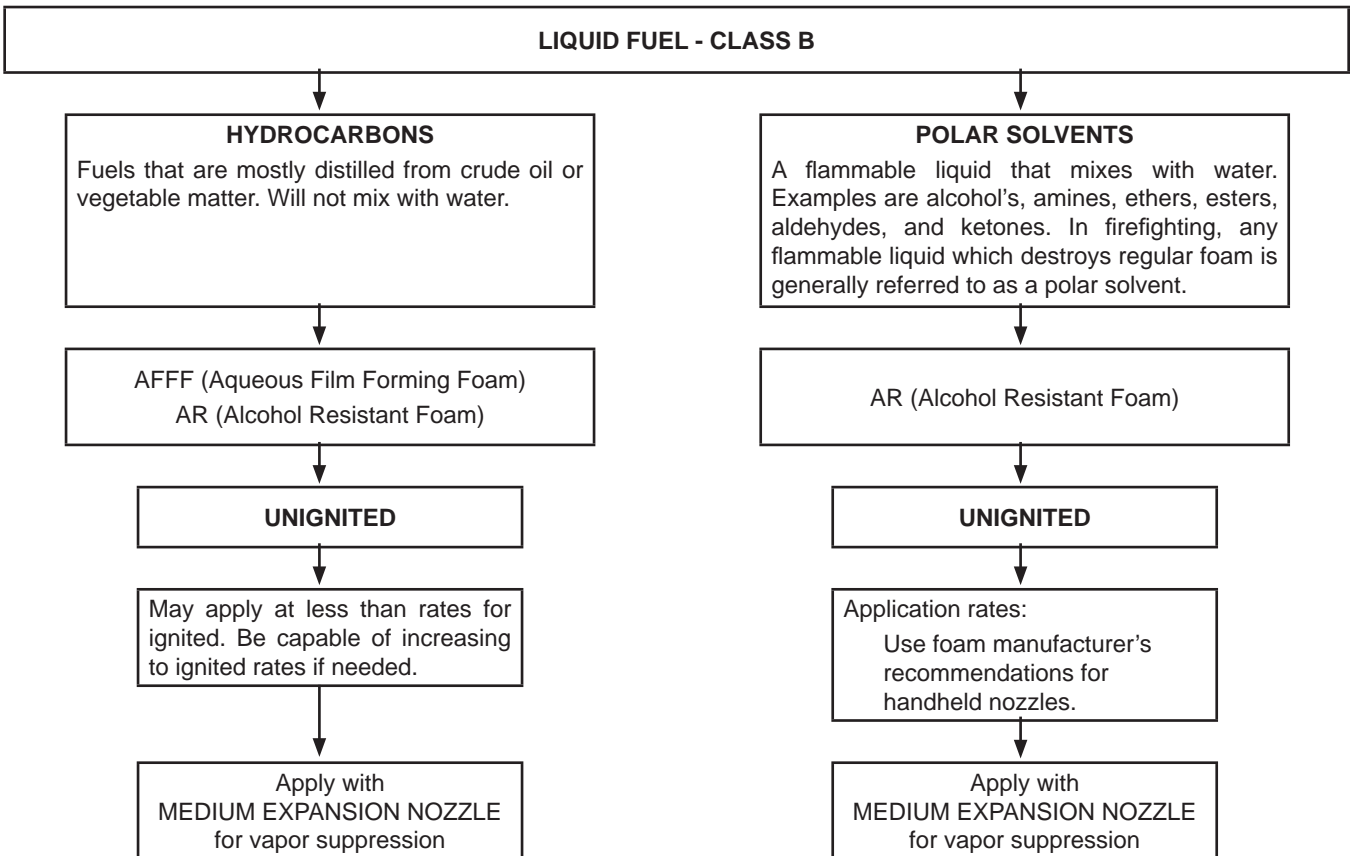 LIQUID FUEL - CLASS B
HYDROCARBONS
Fuels that are mostly distilled from crude oil or
vegetable matter. Will not mix with water.
POLAR SOLVENTS
A flammable liquid that mixes with water.
Examples are alcohol's, amines, ethers, esters,
aldehydes, and ketones. In firefighting, any
flammable liquid which destroys regular foam is
generally referred to as a polar solvent.
AFFF (Aqueous Film Forming Foam)
AR (Alcohol Resistant Foam)
AR (Alcohol Resistant Foam)
UNIGNITED
UNIGNITED
May apply at less than rates for
ignited. Be capable of increasing
to ignited rates if needed.
Application rates:
Use foam manufacturer's
recommendations for
handheld nozzles.
Apply with
MEDIUM EXPANSION NOZZLE
for vapor suppression
Apply with
MEDIUM EXPANSION NOZZLE
for vapor suppression